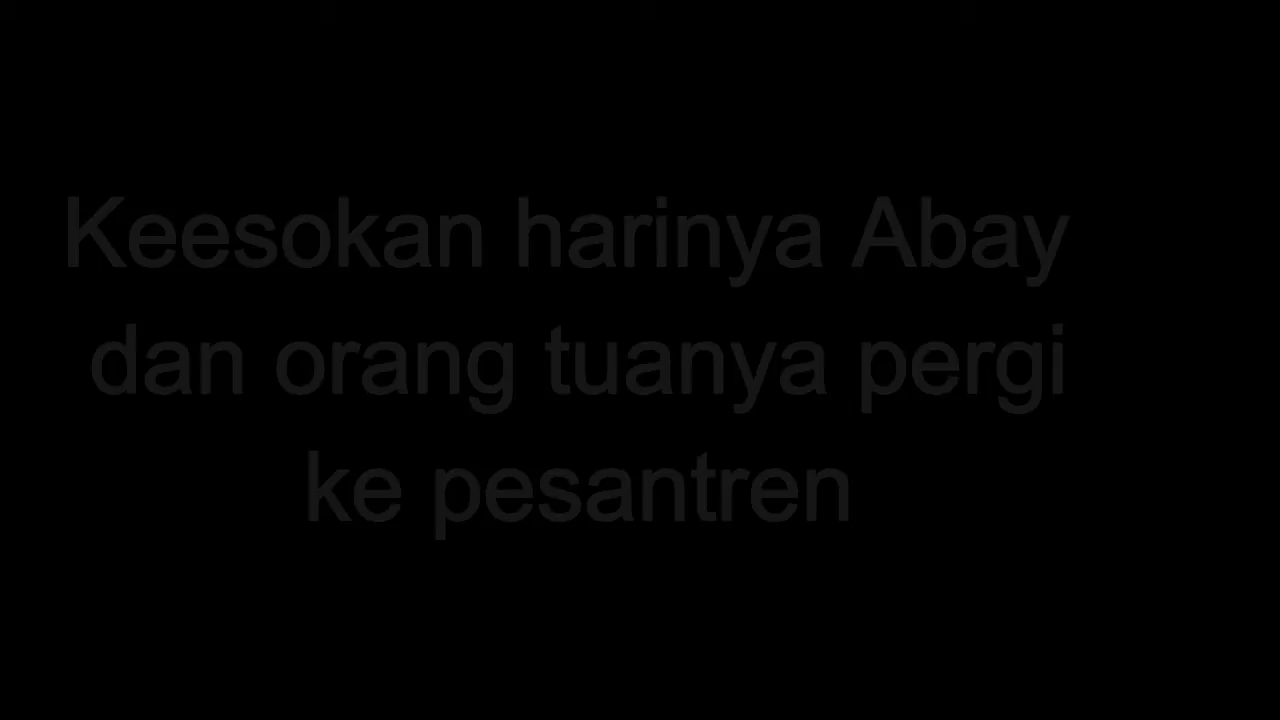 Keesokan harinya Abay
dan orang tuanya pergi
ke pesantren